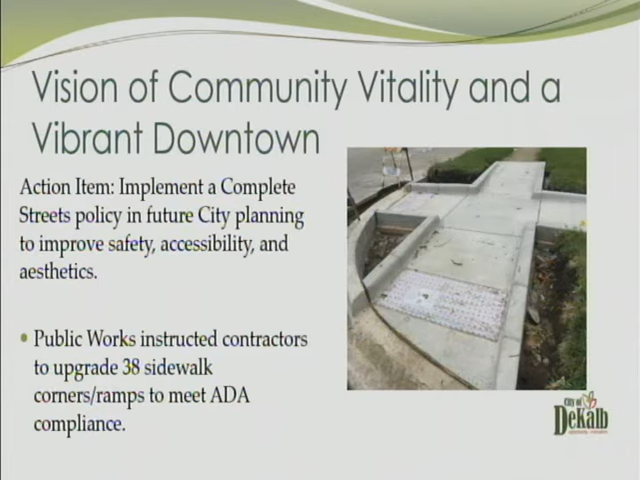 Vision of Community Vitality and a
Vibrant Downtown
Action Item: Implement a Complete
Streets policy in future City planning
to improve safety, accessibility, and
aesthetics.
• Public Works instructed contractors
to upgrade 38 sidewalk
corners/ramps to meet ADA
compliance.
City of
DeKalb